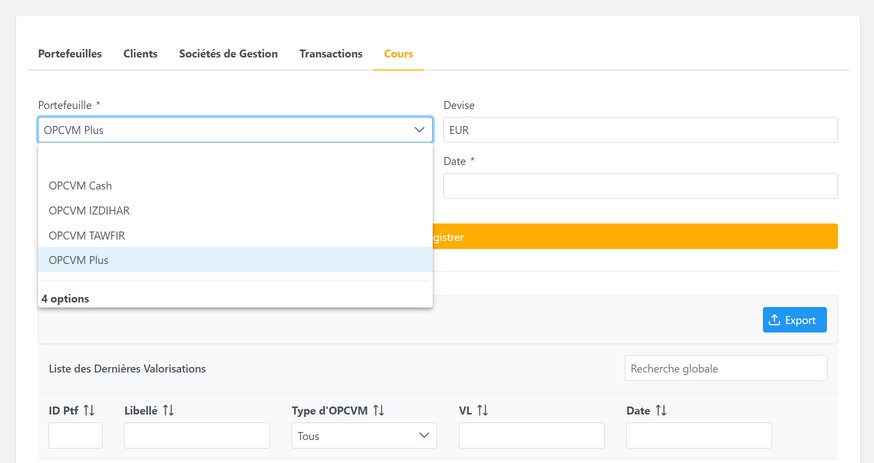 Portefeuilles Clients Sociétés de Gestion Transactions Cours
Portefeuille * Devise
OPCVM Plus EUR
Date *
OPCVM Cash
OPCVM IZDIHAR
OPCVM TAWFIR
gistrer
OPCVM Plus
4 options
Export
Liste des Dernières Valorisations Recherche globale
ID Ptf Libellé Type d'OPCVM VL Date
Tous